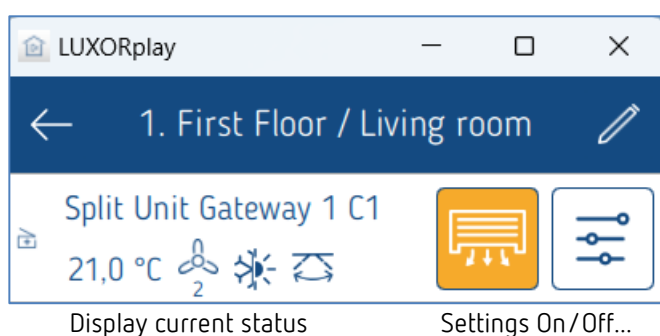 LUXORplay
1. First Floor / Living room
Split Unit Gateway 1 C1
21,0 °C
2
Display current status Settings On/Off...